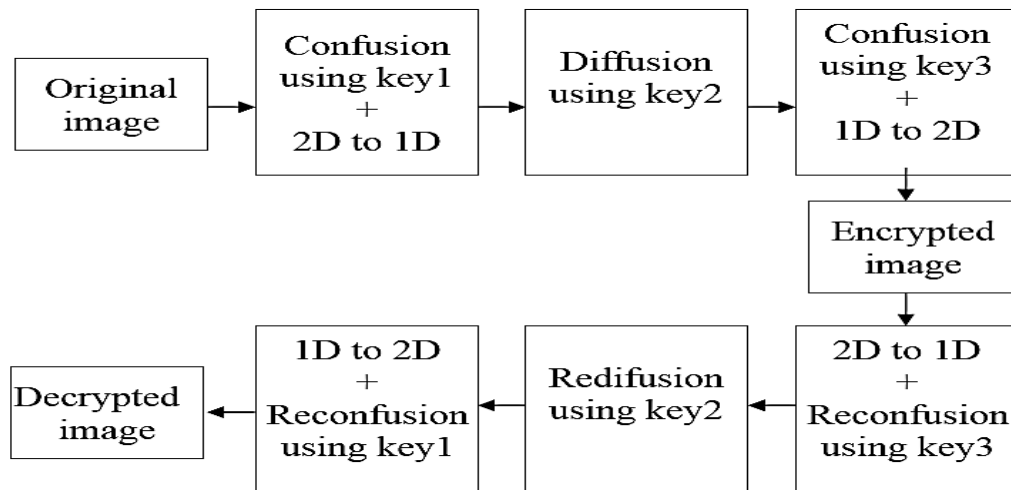 Original
image
Confusion
using key1
+
2D to 1D
Diffusion
using key2
Confusion
using key3
+
1D to 2D
Encrypted
image
2D to 1D
+
Reconfusion
using key3
Redifusion
using key2
1D to 2D
+
Reconfusion
using key1
Decrypted
image